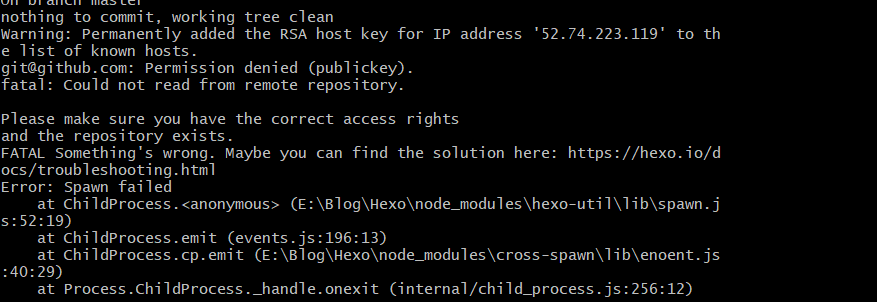 On branch master
nothing to commit, working tree clean
Warning: Permanently added the RSA host key for IP address '52.74.223.119' to th
e list of known hosts.
git@github.com: Permission denied (publickey).
fatal: Could not read from remote repository.

Please make sure you have the correct access rights
and the repository exists.
FATAL Something's wrong. Maybe you can find the solution here: https://hexo.io/d
ocs/troubleshooting.html
Error: Spawn failed
    at ChildProcess.<anonymous> (E:\Blog\Hexo\node_modules\hexo-util\lib\spawn.j
s:52:19)
    at ChildProcess.emit (events.js:196:13)
    at ChildProcess.cp.emit (E:\Blog\Hexo\node_modules\cross-spawn\lib\enoent.js
:40:29)
    at Process.ChildProcess._handle.onexit (internal/child_process.js:256:12)